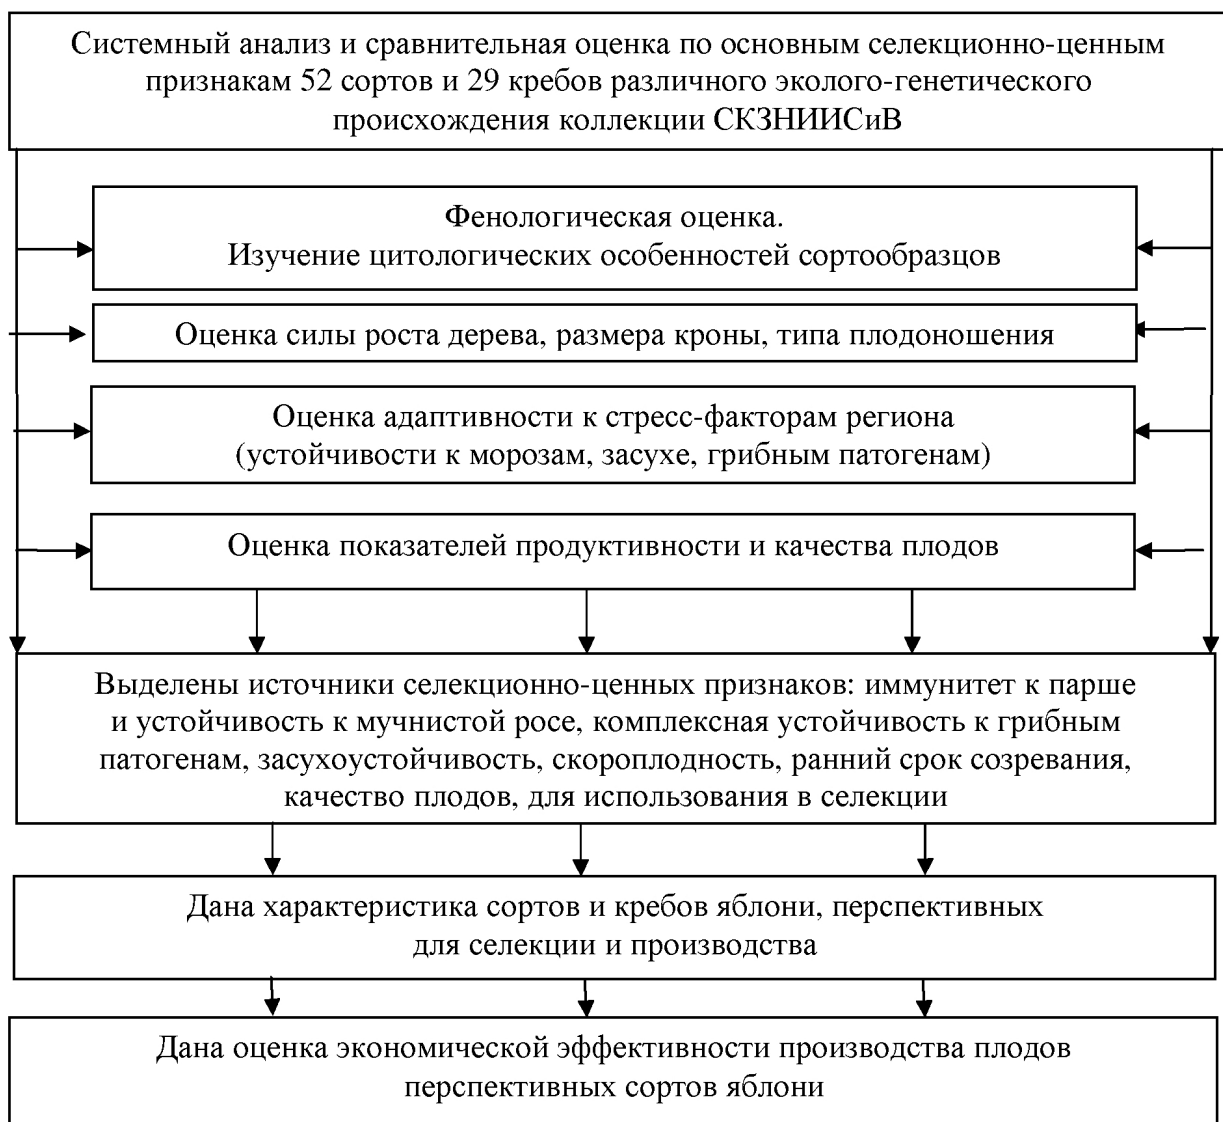 Системный анализ и сравнительная оценка по основным селекционно-ценным
признакам 52 сортов и 29 кребов различного эколого-генетического
происхождения коллекции СКЗНИИСиВ
Фенологическая оценка.
Изучение цитологических особенностей сортообразцов
Оценка силы роста дерева, размера кроны, типа плодоношения
Оценка адаптивности к стресс-факторам региона
(устойчивости к морозам, засухе, грибным патогенам)
Оценка показателей продуктивности и качества плодов
Выделены источники селекционно-ценных признаков: иммунитет к парше
и устойчивость к мучнистой росе, комплексная устойчивость к грибным
патогенам, засухоустойчивость, скороплодность, ранний срок созревания,
качество плодов, для использования в селекции
Дана характеристика сортов и кребов яблони, перспективных
для селекции и производства
Дана оценка экономической эффективности производства плодов
перспективных сортов яблони